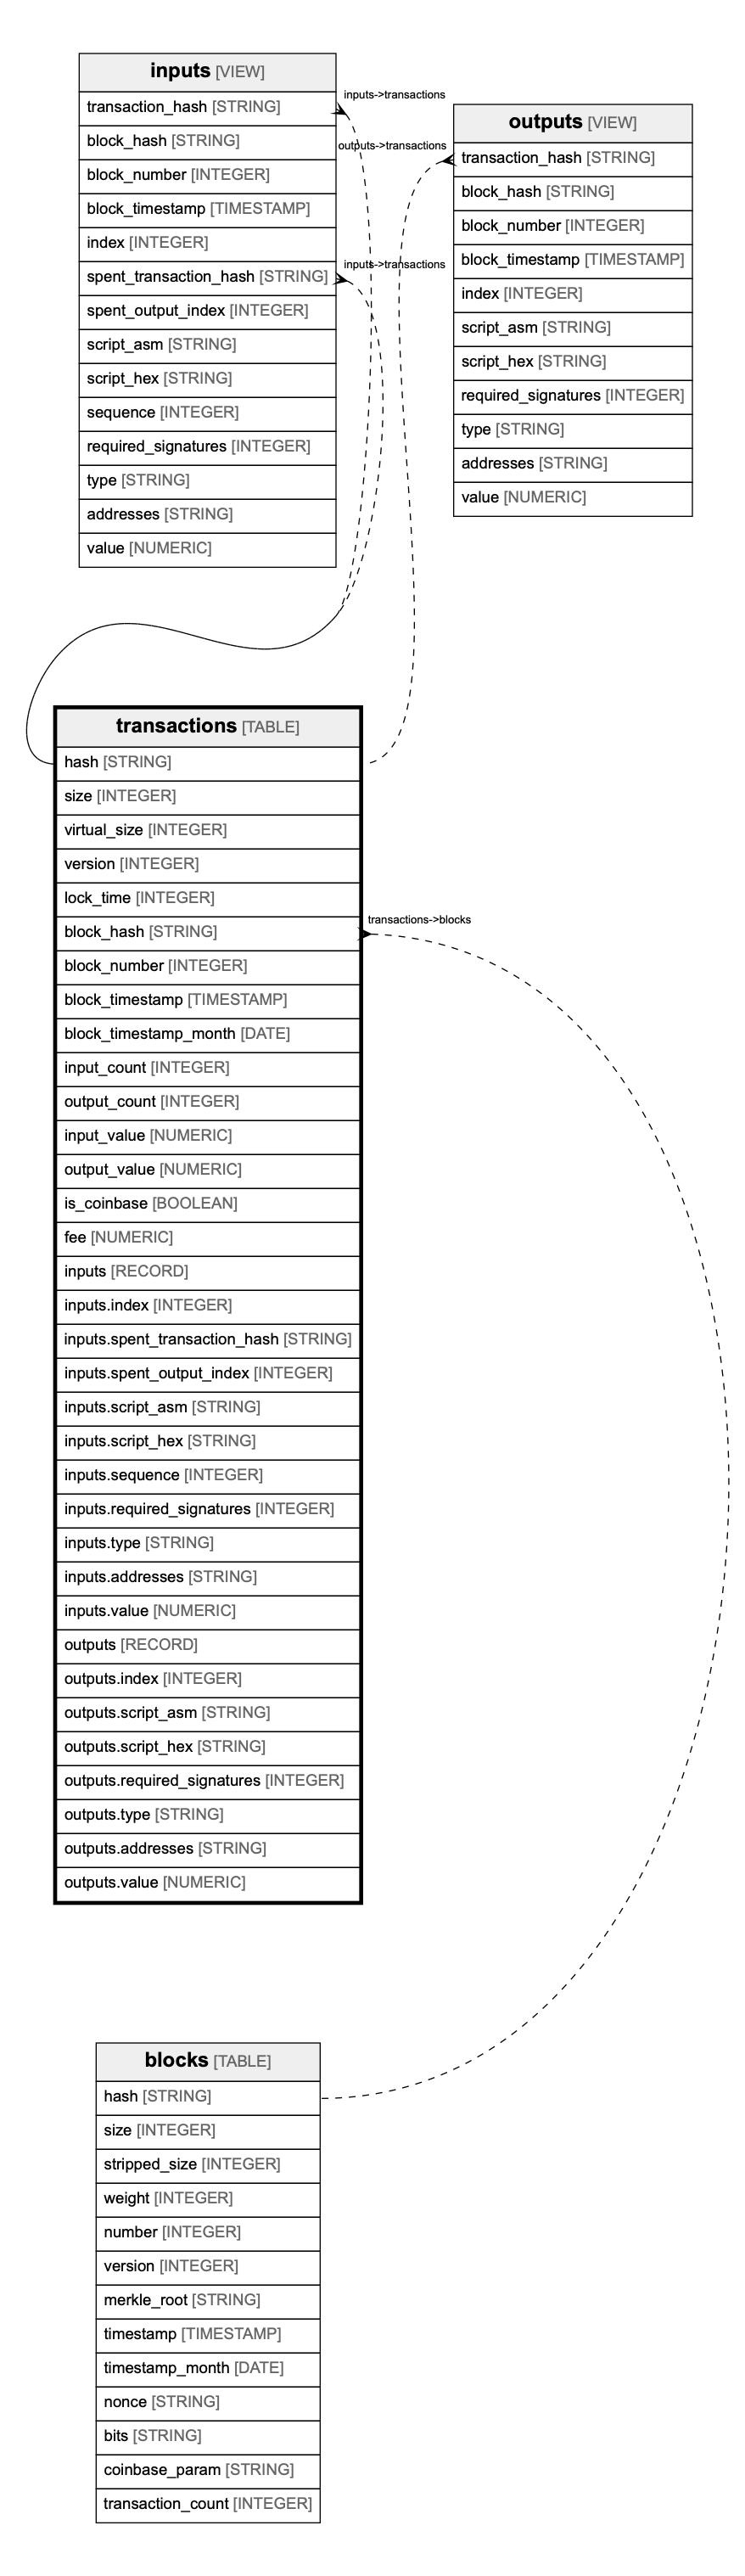 inputs [VIEW]
transaction_hash [STRING]
block_hash [STRING]
block_number [INTEGER]
block_timestamp [TIMESTAMP]
index [INTEGER]
spent_transaction_hash [STRING]
spent_output_index [INTEGER]
script_asm [STRING]
script_hex [STRING]
sequence [INTEGER]
required_signatures [INTEGER]
type [STRING]
addresses [STRING]
value [NUMERIC]
inputs->transactions
outputs->transactions
inputs->transactions
outputs [VIEW]
transaction_hash [STRING]
block_hash [STRING]
block_number [INTEGER]
block_timestamp [TIMESTAMP]
index [INTEGER]
script_asm [STRING]
script_hex [STRING]
required_signatures [INTEGER]
type [STRING]
addresses [STRING]
value [NUMERIC]
transactions [TABLE]
hash [STRING]
size [INTEGER]
virtual_size [INTEGER]
version [INTEGER]
lock_time [INTEGER]
block_hash [STRING]
block_number [INTEGER]
block_timestamp [TIMESTAMP]
block_timestamp_month [DATE]
input_count [INTEGER]
output_count [INTEGER]
input_value [NUMERIC]
output_value [NUMERIC]
is_coinbase [BOOLEAN]
fee [NUMERIC]
inputs [RECORD]
inputs.index [INTEGER]
inputs.spent_transaction_hash [STRING]
inputs.spent_output_index [INTEGER]
inputs.script_asm [STRING]
inputs.script_hex [STRING]
inputs.sequence [INTEGER]
inputs.required_signatures [INTEGER]
inputs.type [STRING]
inputs.addresses [STRING]
inputs.value [NUMERIC]
outputs [RECORD]
outputs.index [INTEGER]
outputs.script_asm [STRING]
outputs.script_hex [STRING]
outputs.required_signatures [INTEGER]
outputs.type [STRING]
outputs.addresses [STRING]
outputs.value [NUMERIC]
transactions->blocks
blocks [TABLE]
hash [STRING]
size [INTEGER]
stripped_size [INTEGER]
weight [INTEGER]
number [INTEGER]
version [INTEGER]
merkle_root [STRING]
timestamp [TIMESTAMP]
timestamp_month [DATE]
nonce [STRING]
bits [STRING]
coinbase_param [STRING]
transaction_count [INTEGER]